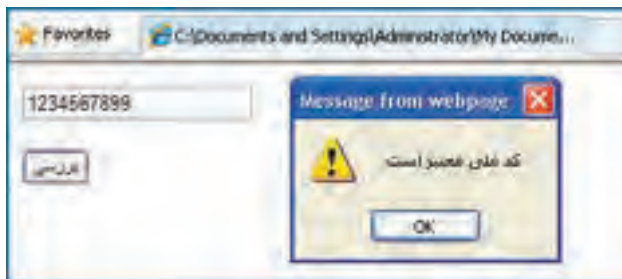 Favorites C:\Documents and Settings\Administrator\My Docume...
1234567899
بررسی
Message from webpage
کد ملی معتبر است
OK